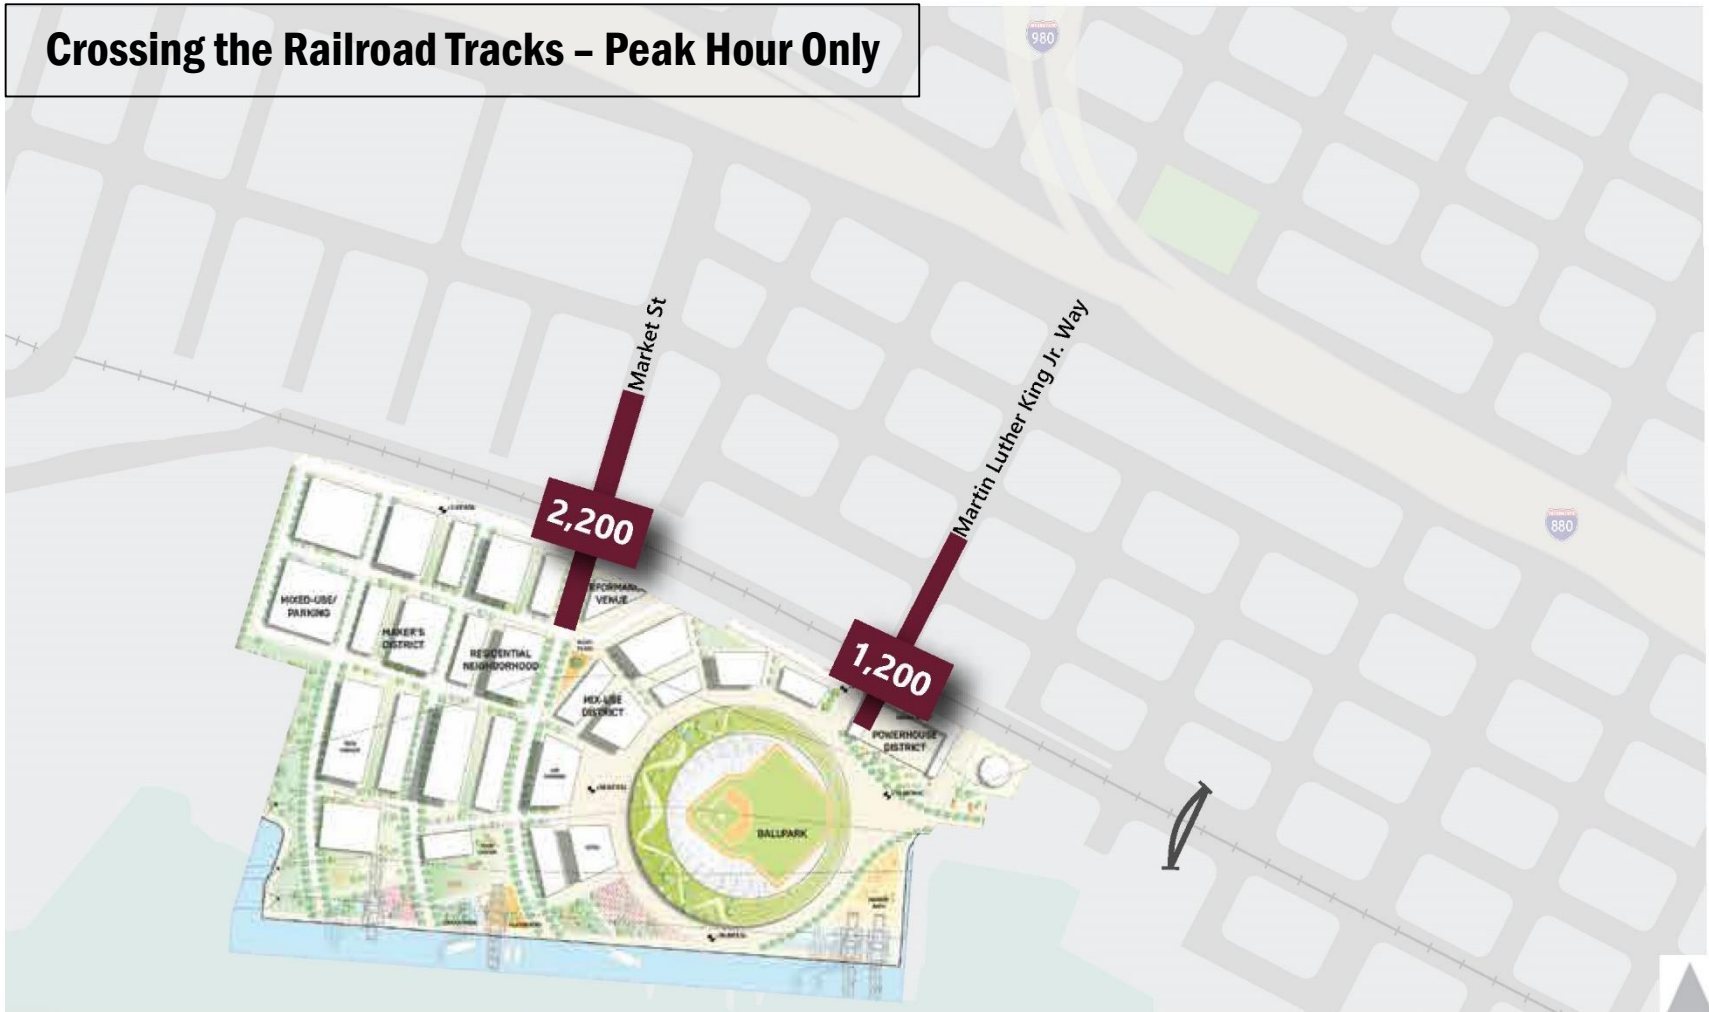 Crossing the Railroad Tracks – Peak Hour Only
980
Market St
Martin Luther King Jr. Way
880
2,200
1,200
VENUE
MIXED-USE/
PARKING
MAKER'S
DISTRICT
RESIDENTIAL
NEIGHBORHOOD
MIX-USE
DISTRICT
POWERHOUSE
DISTRICT
BALLPARK